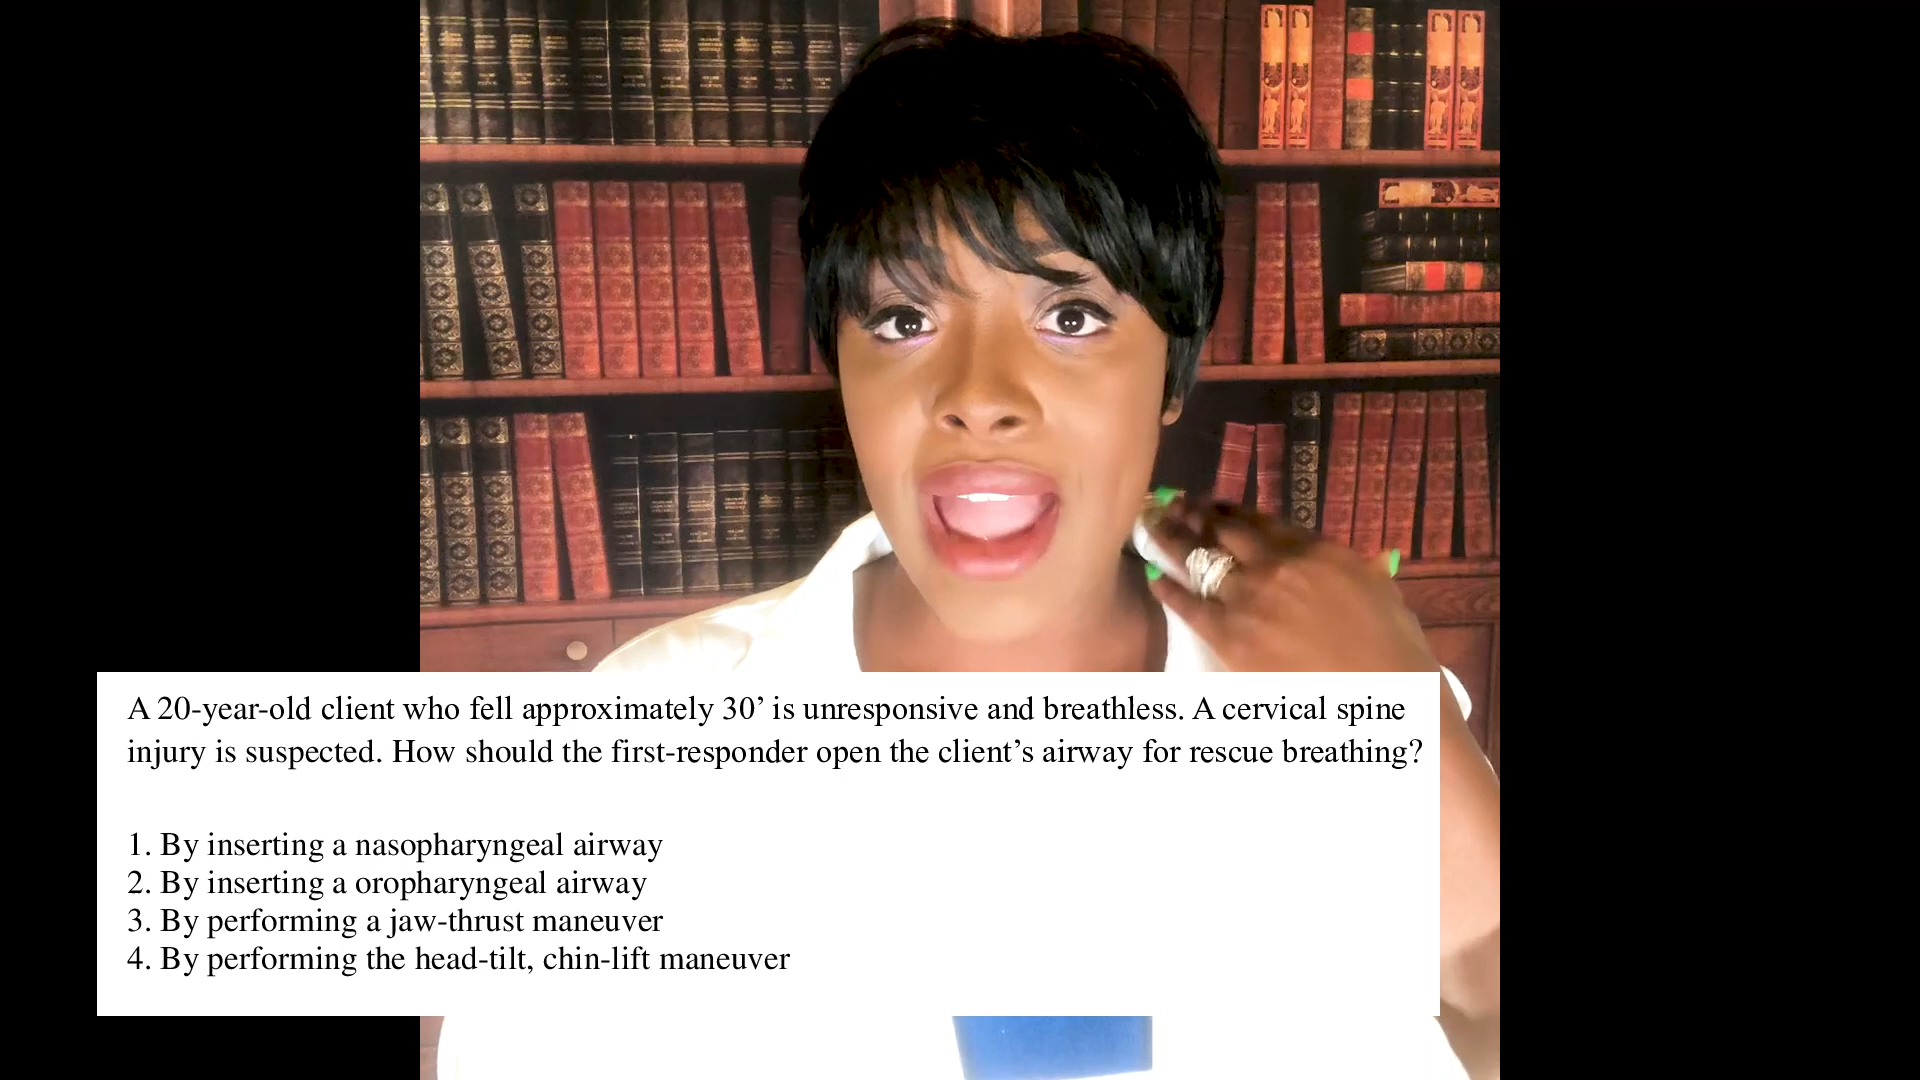 A 20-year-old client who fell approximately 30’ is unresponsive and breathless. A cervical spine
injury is suspected. How should the first-responder open the client’s airway for rescue breathing?
1. By inserting a nasopharyngeal airway
2. By inserting a oropharyngeal airway
3. By performing a jaw-thrust maneuver
4. By performing the head-tilt, chin-lift maneuver